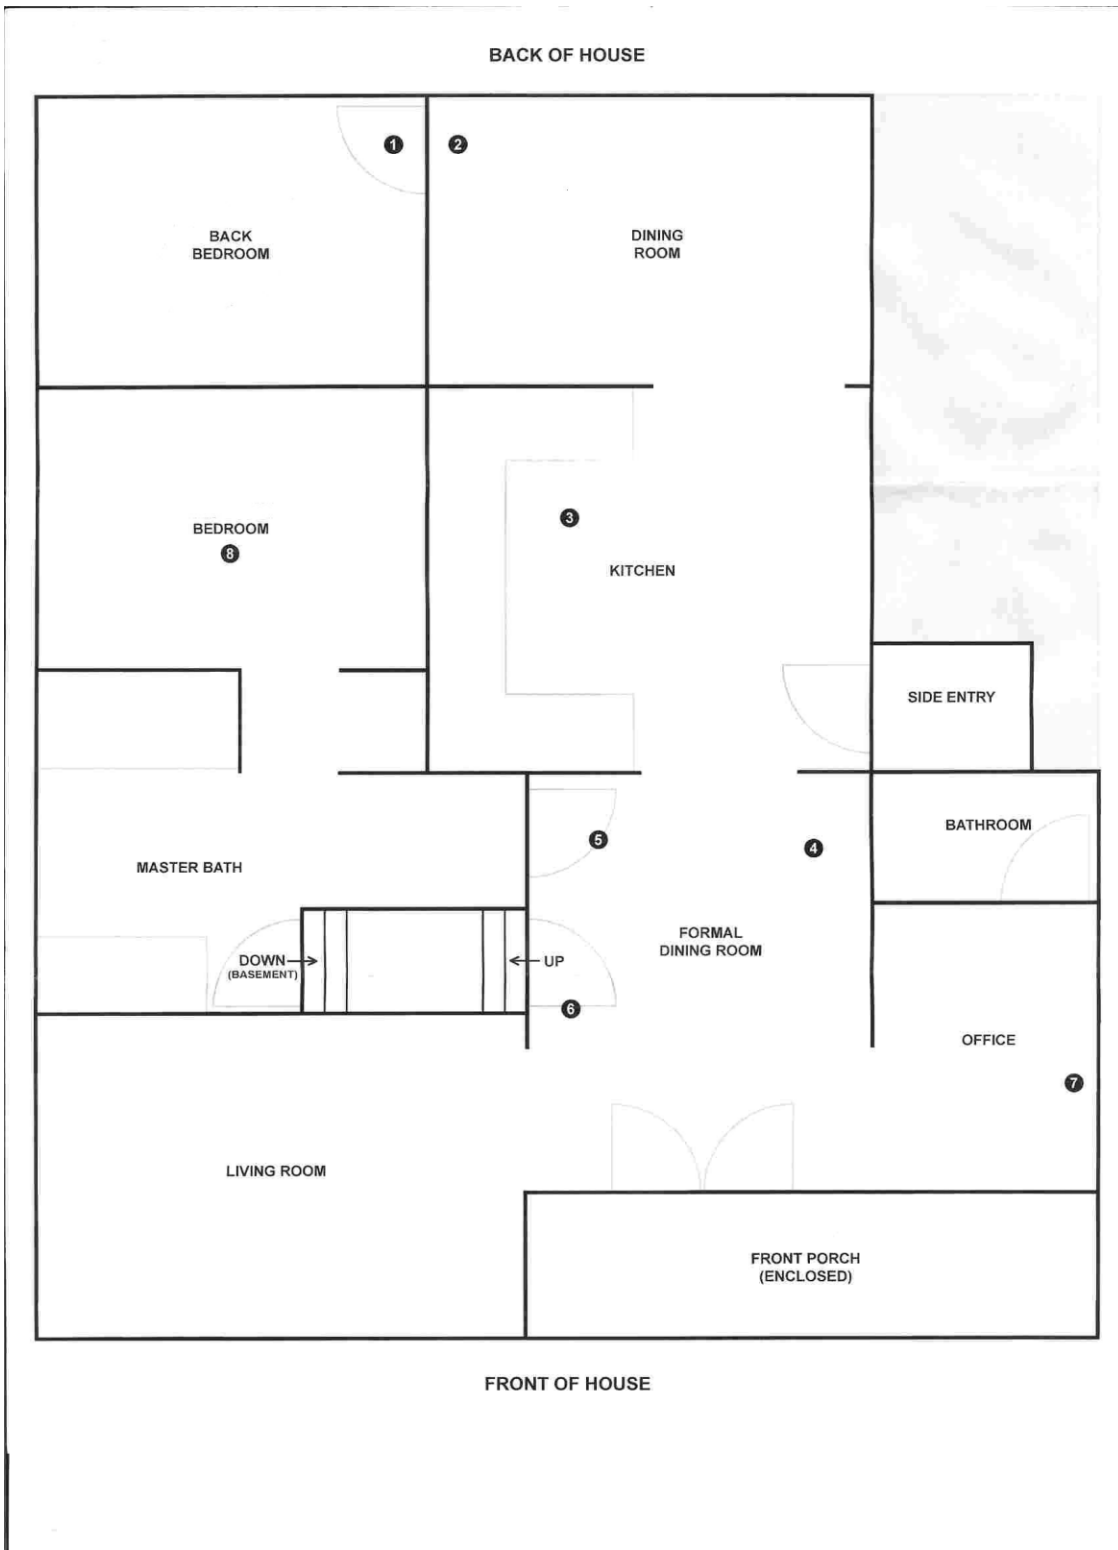 BACK OF HOUSE
1
2
BACK
BEDROOM
DINING
ROOM
3
BEDROOM
8
KITCHEN
SIDE ENTRY
BATHROOM
5
4
MASTER BATH
FORMAL
DINING ROOM
DOWN
(BASEMENT)
UP
6
OFFICE
7
LIVING ROOM
FRONT PORCH
(ENCLOSED)
FRONT OF HOUSE